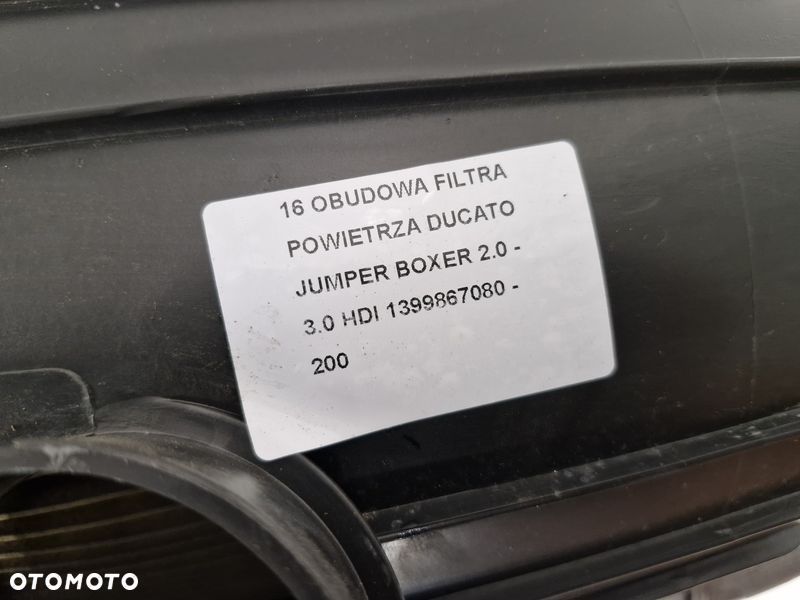 16 OBUDOWA FILTRA
POWIETRZA DUCATO
JUMPER BOXER 2.0 -
3.0 HDI 1399867080 -
200
OTOMOTO